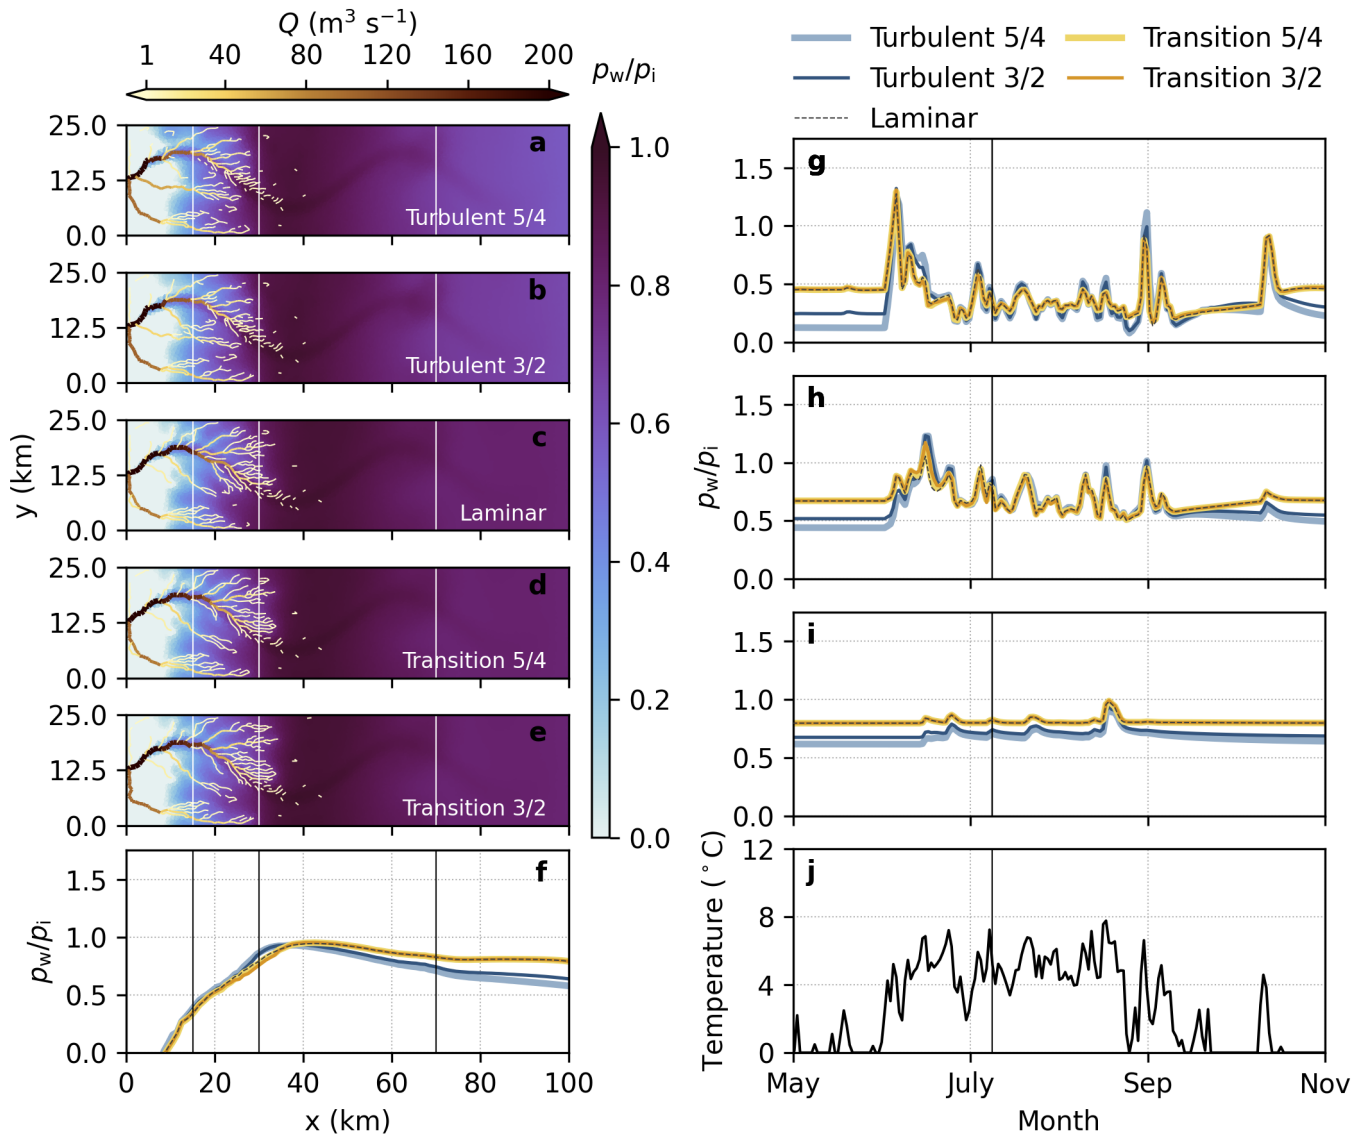 Q (m³ s⁻¹)
1 40 80 120 160 200
p_w/p_i
25.0
12.5
0.0
a
Turbulent 5/4
25.0
12.5
0.0
b
Turbulent 3/2
25.0
12.5
0.0
c
Laminar
25.0
12.5
0.0
d
Transition 5/4
25.0
12.5
0.0
e
Transition 3/2
y (km)
1.0
0.8
0.6
0.4
0.2
0.0
f
p_w/p_i
1.5
1.0
0.5
0.0
0 20 40 60 80 100
x (km)
Turbulent 5/4 Transition 5/4
Turbulent 3/2 Transition 3/2
Laminar
g
1.5
1.0
0.5
0.0
h
p_w/p_i
1.5
1.0
0.5
0.0
i
1.5
1.0
0.5
0.0
j
Temperature (°C)
12
8
4
0
May July Sep Nov
Month